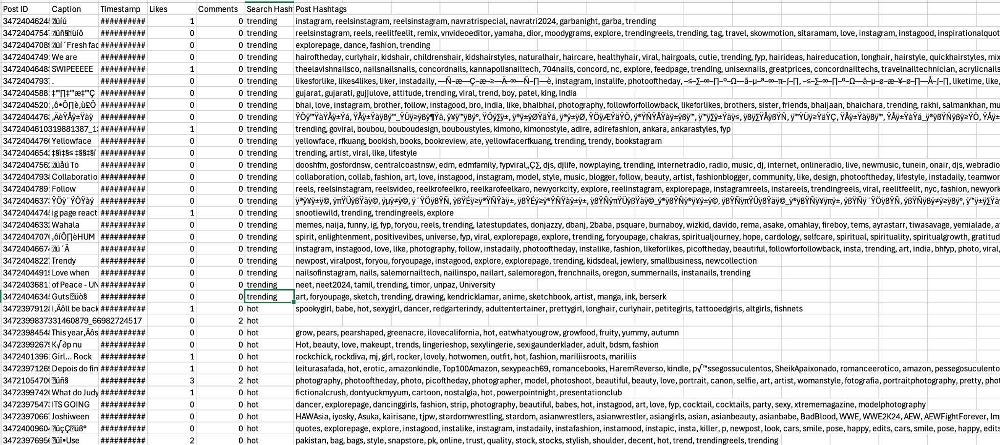 Post ID Caption Timestamp Likes Comments Search Hash Post Hashtags
34724046245 üíú ########## 1 0 trending instagram, reelsinstagram, reelsinstagram, navratrispecial, navratri2024, garbanight, garba, trending
34724047547 üñ§üíô ########## 0 0 trending reelsinstagram, reels, reelitfeelit, remix, vnvideoeditor, yamaha, dior, moodygrams, explore, trendingreels, trending, tag, travel, skowmotion, sitaramam, love, instagram, instagood, inspirationalquot
3472404708 üí´Fresh fac ########## 0 0 trending explorepage, dance, fashion, trending
34724047491 We are ########## 0 0 trending hairoftheday, curlyhair, kidshair, childrenshair, kidshairstyles, naturalhair, haircare, healthyhair, viral, hairgoals, cutie, trending, fyp, hairideas, haireducation, longhair, hairstyle, quickhairstyles, mix
3472404648 SWIPEEEEE ########## 1 0 trending theelavishnailsco, nailsnailsnails, concordnails, kannapolisnailtech, 704nails, concord, nc, explore, feedpage, trending, unisexnails, greatprices, concordnailtechs, travelnailtechnician, acrylicnails
3472404793 . ########## 0 0 trending likesforlike, likes4likes, liker, instadaily, instagram, instalife, photooftheday, liketime, like,
3472404588 ‡™∏‡™æ‡™Ç ########## 0 0 trending gujarat, gujarati, gujjulove, attitude, trending, viral, trend, boy, patel, king, india
3472404520 ########## 0 0 trending bhai, love, instagram, brother, follow, instagood, bro, india, like, bhaibhai, photography, followforfollowback, likeforlikes, brothers, sister, friends, bhaijaan, bhaichara, trending, rakhi, salmankhan, mu
3472404476 ########## 0 0 trending
3472404610319881387_1 ########## 1 0 trending trending, goviral, boubou, bouboudesign, bouboustyles, kimono, kimonostyle, adire, adirefashion, ankara, ankarastyles, fyp
3472404476 Yellowface ########## 0 0 trending yellowface, rfkuang, bookish, books, bookreview, ate, yellowfacerfkuang, trending, trendy, bookstagram
3472404654 ‡§ï‡§≤ ‡§§‡§ï ########## 0 0 trending trending, artist, viral, like, lifestyle
3472404756 üåü To ########## 0 0 trending dooshfm, gosfordnsw, centralcoastnsw, edm, edmfamily, fypviral, djs, djlife, nowplaying, trending, internetradio, radio, music, dj, internet, onlineradio, live, newmusic, tunein, onair, djs, webradio
3472404793 Collaboratio ########## 0 0 trending collaboration, collab, fashion, art, love, instagood, instagram, model, style, music, blogger, follow, beauty, artist, fashionblogger, community, like, design, photooftheday, lifestyle, instadaily, teamwor
3472404789 Follow ########## 0 0 trending reels, reelsinstagram, reelsvideo, reelkrofeelkro, reelkarofeelkaro, newyorkcity, explore, reelinstagram, explorepage, instagramreels, instareels, trendingreels, viral, reelitfeelit, nyc, fashion, newyork
3472404637 ########## 0 0 trending
3472404474 ig page react ########## 1 0 trending snootiewild, trending, trendingreels, explore
3472404633 Wahala ########## 0 0 trending memes, naija, funny, ig, fyp, foryou, reels, trending, latestupdates, donjazzy, dbanj, 2baba, psquare, burnaboy, wizkid, davido, rema, asake, omahlay, fireboy, tems, ayrastarr, tiwasavage, yemialade,
3472404707 ########## 0 0 trending spirit, enlightenment, positivevibes, universe, fyp, viral, explorepage, explore, trending, foryoupage, chakras, spiritualjourney, hope, cardology, selfcare, spiritual, spirituality, spiritualgrowth, gratitud
3472404667 ü´Ä ########## 0 0 trending instagram, instagood, love, like, photography, follow, instadaily, photooftheday, instalike, fashion, likeforlikes, picoftheday, beautiful, followforfollowback, insta, trending, art, india, bhfyp, photo, viral,
3472404822 Trendy ########## 0 0 trending newpost, viralpost, foryou, foryoupage, instagood, explore, explorepage, trending, kidsdeal, jewlery, smallbusiness, newcollection
3472404491 Love when ########## 0 0 trending nailsofinstagram, nails, salemornailtech, nailinspo, nailart, salemoregon, frenchnails, oregon, summernails, instanails, trending
3472403681 of Peace - UN ########## 0 0 trending neet, neet2024, tamil, trending, timor, unpaz, University
3472404634 Guts üò§ ########## 0 0 trending art, foryoupage, sketch, trending, drawing, kendricklamar, anime, sketchbook, artist, manga, ink, berserk
3472397912 I‚Äôll be back ########## 1 0 hot spookygirl, babe, hot, sexygirl, dancer, redgarterindy, adultentertainer, prettygirl, longhair, curlyhair, petitegirls, tattooedgirls, altgirls, fishnets
3472399837331460879_66982724517 0 2 hot
3472398454 This year‚Äôs ########## 0 0 hot grow, pears, pearshaped, greenacre, ilovecalifornia, hot, eatwhatyougrow, growfood, fruity, yummy, autumn
3472399267 K√∂p nu ########## 0 0 hot Hot, beauty, love, makeupt, trends, lingerieshop, sexylingerie, sexigaunderklader, adult, bdsm, fashion
3472401396 Girl... Rock ########## 1 0 hot rockchick, rockdiva, mj, girl, rocker, lovely, hotwomen, outfit, hot, fashion, mariliisroots, mariliis
3472397126 Depois do fim ########## 1 0 hot leiturasafada, hot, erotic, amazonkindle, Top100Amazon, sexypeach69, romancebooks, HaremReverso, kindle, p√™ssegossuculentos, SheikApaixonado, romanceerotico, amazon, pessegosuculento
3472105470 üñ§ ########## 3 2 hot photography, photooftheday, photo, picoftheday, photographer, model, photoshoot, beautiful, beauty, love, portrait, canon, selfie, art, artist, womanstyle, fotografia, portraitphotography, pretty, phot
3472399742 What do Judy ########## 1 0 hot fictionalcrush, dontyuckmyyum, cartoon, nostalgia, hot, powerpointnight, presentationclub
3472397547 ITS GOING ########## 0 0 hot dancer, explorepage, dancinggirls, fashion, strip, photography, beautiful, babes, hot, instagood, art, love, fyp, cocktail, cocktails, party, sexy, xtrememagazine, modelphotography
3472397066 Joshiween ########## 0 0 hot HAWAsia, iyosky, Asuka, kairisane, tjpw, stardomwrestling, stardom, asianwrestlers, asianwrestler, asiangirls, asian, asianbeauty, asianbabe, BadBlood, WWE, WWE2K24, AEW, AEWFightForever,
3472400960 üçÇüß° ########## 0 0 hot quotes, explorepage, explore, instagood, instalike, instagram, instadaily, instafashion, instamood, instapic, insta, killer, p, newpost, look, cars, smile, pose, happy, edits, cars, smile, pose, happy, edits
3472397695 üî•Use ########## 2 0 hot pakistan, bag, bags, style, snapstore, pk, online, trust, quality, stock, stocks, stylish, shoulder, decent, hot, trend, trendingreels, trending